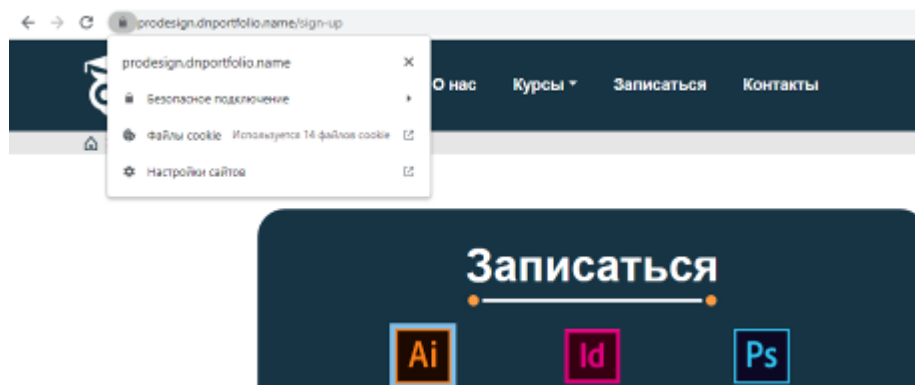 prodesign.dnportfolio.name/sign-up
prodesign.dnportfolio.name
Безопасное подключение
Файлы cookie Используется 14 файлов cookie
Настройки сайтов
О нас Курсы Записаться Контакты
Записаться
Ai Id Ps